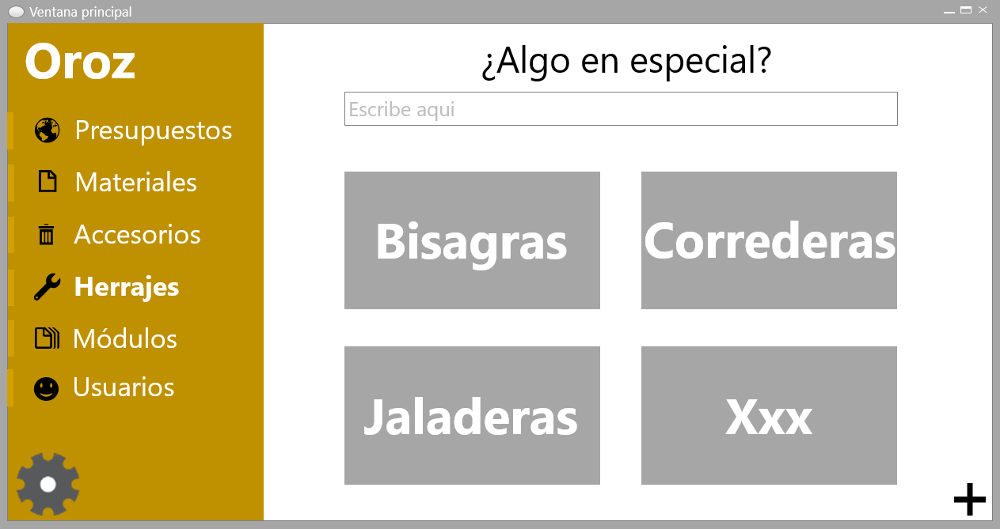 Ventana principal
Oroz
Presupuestos
Materiales
Accesorios
Herrajes
Módulos
Usuarios
¿Algo en especial?
Escribe aqui
Bisagras
Correderas
Jaladeras
Xxx